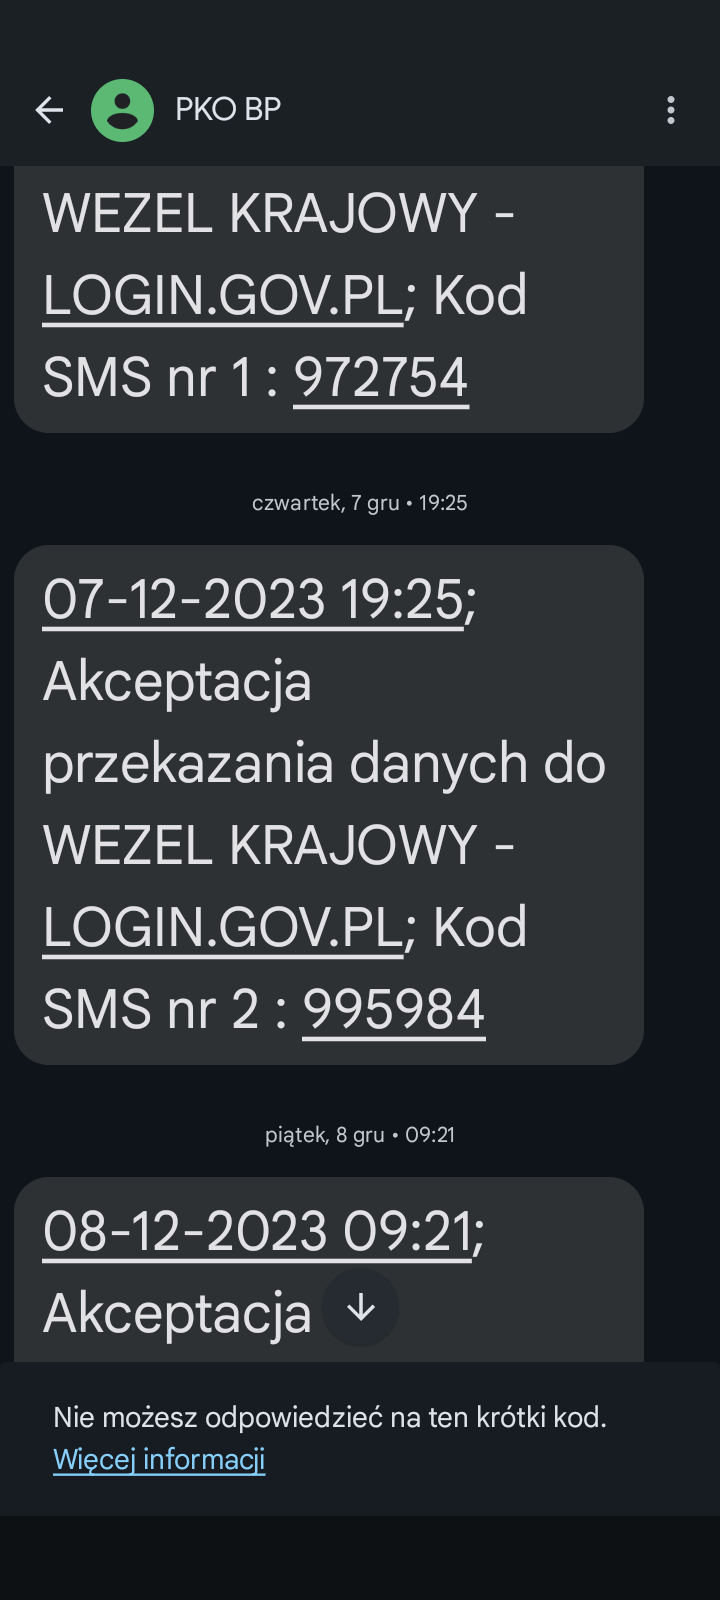 PKO BP
WEZEL KRAJOWY -
LOGIN.GOV.PL; Kod
SMS nr 1 : 972754
czwartek, 7 gru • 19:25
07-12-2023 19:25;
Akceptacja
przekazania danych do
WEZEL KRAJOWY -
LOGIN.GOV.PL; Kod
SMS nr 2 : 995984
piątek, 8 gru • 09:21
08-12-2023 09:21;
Akceptacja
Nie możesz odpowiedzieć na ten krótki kod.
Więcej informacji